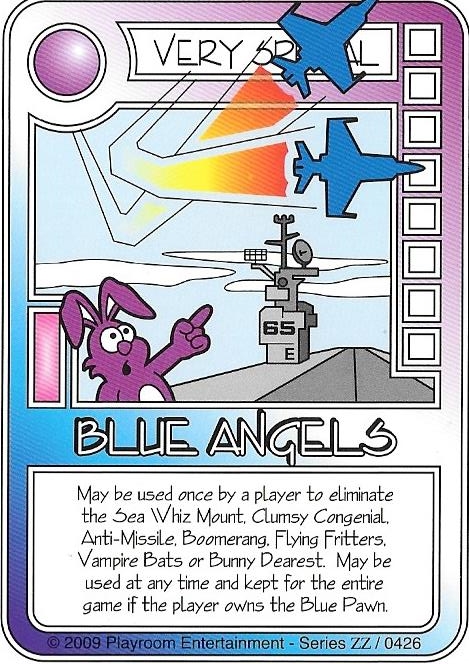 VERY SP
65
E
BLUE ANGELS
May be used once by a player to eliminate
the Sea Whiz Mount, Clumsy Congenial,
Anti-Missile, Boomerang, Flying Fritters,
Vampire Bats or Bunny Dearest. May be
used at any time and kept for the entire
game if the player owns the Blue Pawn.
© 2009 Playroom Entertainment - Series ZZ / 0426